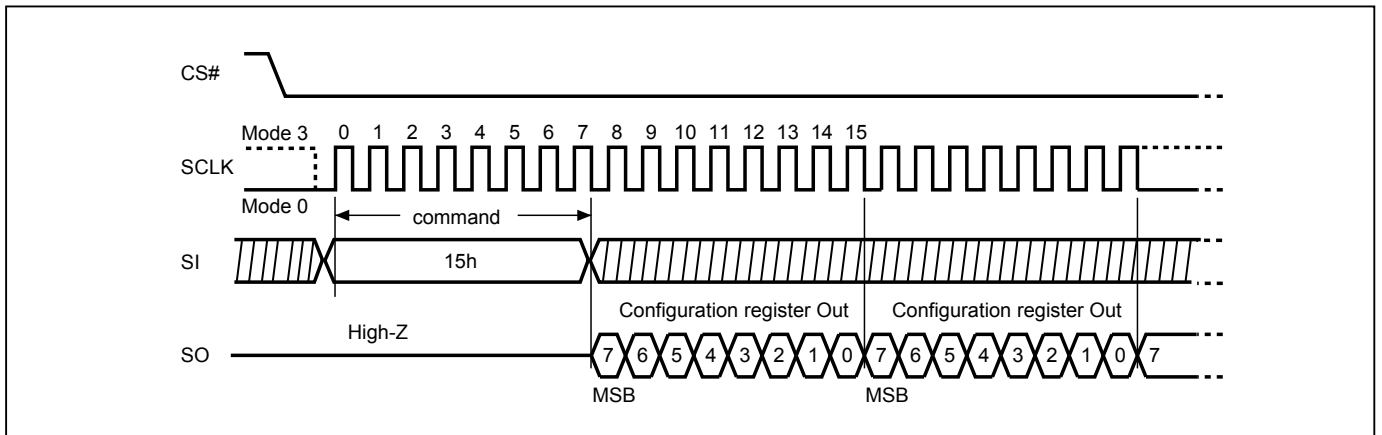 CS#
Mode 3 0 1 2 3 4 5 6 7 8 9 10 11 12 13 14 15
SCLK
Mode 0
command
SI 15h
Configuration register Out Configuration register Out
High-Z
SO 7 6 5 4 3 2 1 0 7 6 5 4 3 2 1 0 7
MSB MSB